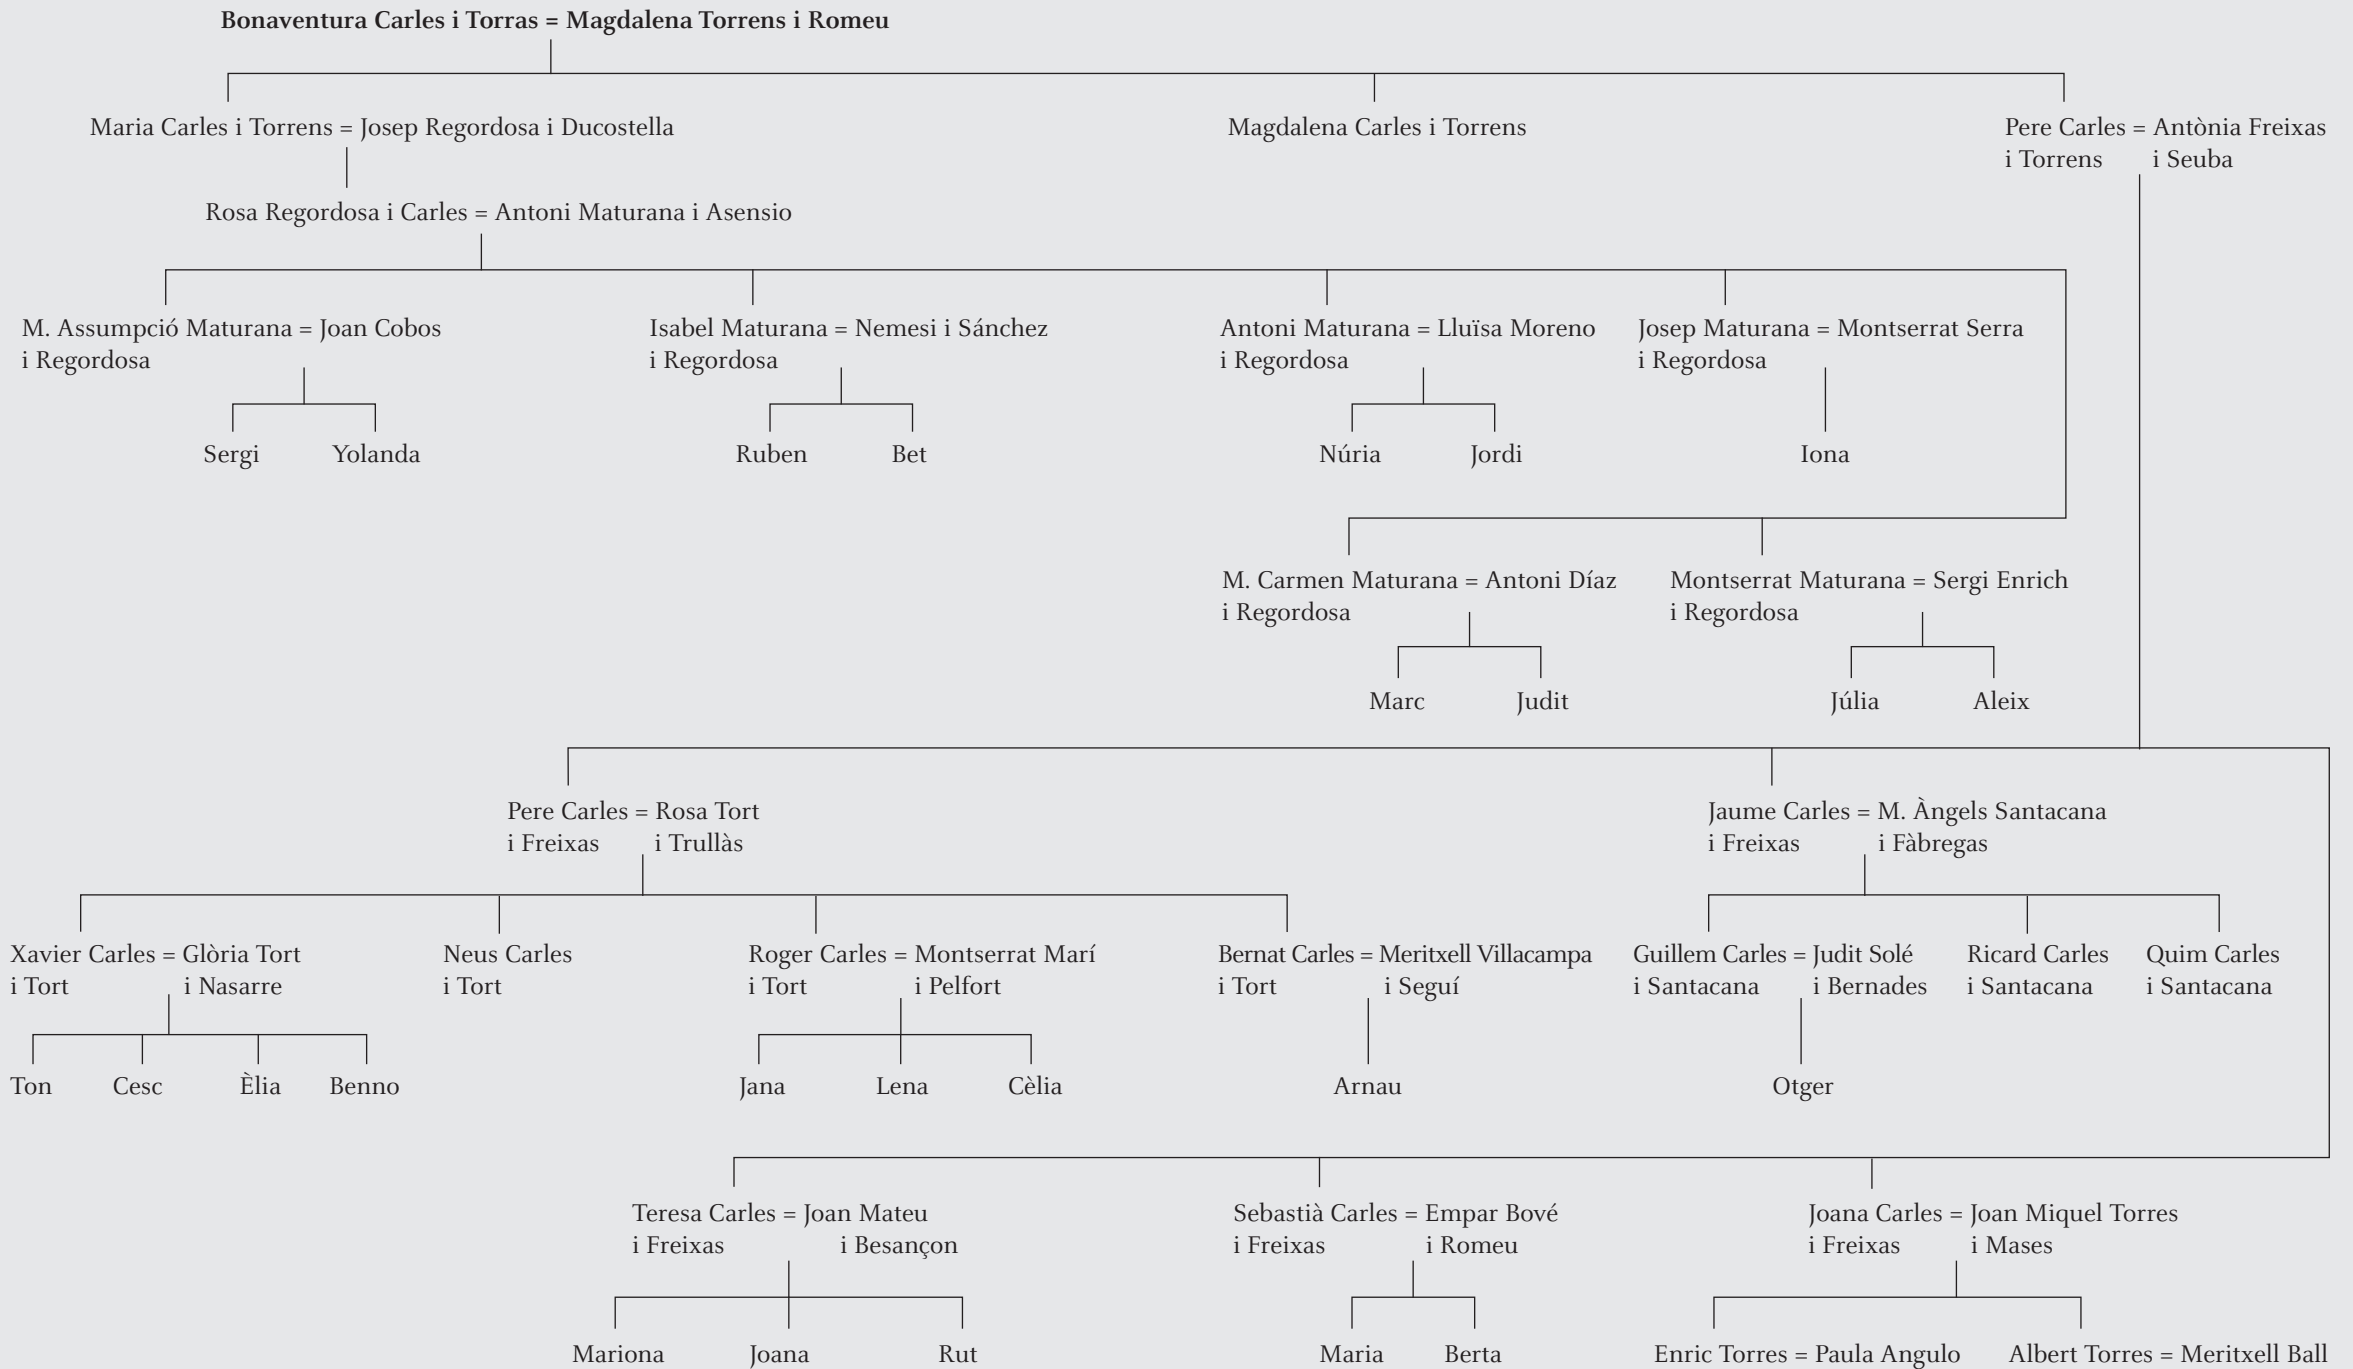 Bonaventura Carles i Torras = Magdalena Torrens i Romeu
Maria Carles i Torrens = Josep Regordosa i Ducostella
Magdalena Carles i Torrens
Pere Carles = Antònia Freixas
i Torrens i Seuba
Rosa Regordosa i Carles = Antoni Maturana i Asensio
M. Assumpció Maturana = Joan Cobos
i Regordosa
Isabel Maturana = Nemesi i Sánchez
i Regordosa
Antoni Maturana = Lluïsa Moreno
i Regordosa
Josep Maturana = Montserrat Serra
i Regordosa
Sergi
Yolanda
Ruben
Bet
Núria
Jordi
Iona
M. Carmen Maturana = Antoni Díaz
i Regordosa
Montserrat Maturana = Sergi Enrich
i Regordosa
Marc
Judit
Júlia
Aleix
Pere Carles = Rosa Tort
i Freixas i Trullàs
Jaume Carles = M. Àngels Santacana
i Freixas i Fàbregas
Xavier Carles = Glòria Tort
i Tort i Nasarre
Neus Carles
i Tort
Roger Carles = Montserrat Marí
i Tort i Pelfort
Bernat Carles = Meritxell Villacampa
i Tort i Seguí
Guillem Carles = Judit Solé
i Santacana i Bernades
Ricard Carles
i Santacana
Quim Carles
i Santacana
Ton
Cesc
Èlia
Benno
Jana
Lena
Cèlia
Arnau
Otger
Teresa Carles = Joan Mateu
i Freixas i Besançon
Sebastià Carles = Empar Bové
i Freixas i Romeu
Joana Carles = Joan Miquel Torres
i Freixas i Mases
Mariona
Joana
Rut
Maria
Berta
Enric Torres = Paula Angulo
Albert Torres = Meritxell Ball